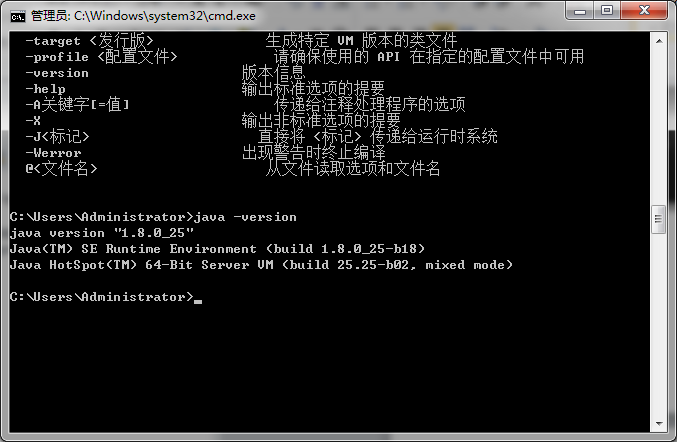 管理员: C:\Windows\system32\cmd.exe
-target <发行版> 生成特定 VM 版本的类文件
-profile <配置文件> 请确保使用的 API 在指定的配置文件中可用
-version 版本信息
-help 输出标准选项的提要
-A关键字[=值] 传递给注释处理程序的选项
-X 输出非标准选项的提要
-J<标记> 直接将 <标记> 传递给运行时系统
-Werror 出现警告时终止编译
@<文件名> 从文件读取选项和文件名
C:\Users\Administrator>java -version
java version "1.8.0_25"
Java(TM) SE Runtime Environment (build 1.8.0_25-b18)
Java HotSpot(TM) 64-Bit Server VM (build 25.25-b02, mixed mode)
C:\Users\Administrator>